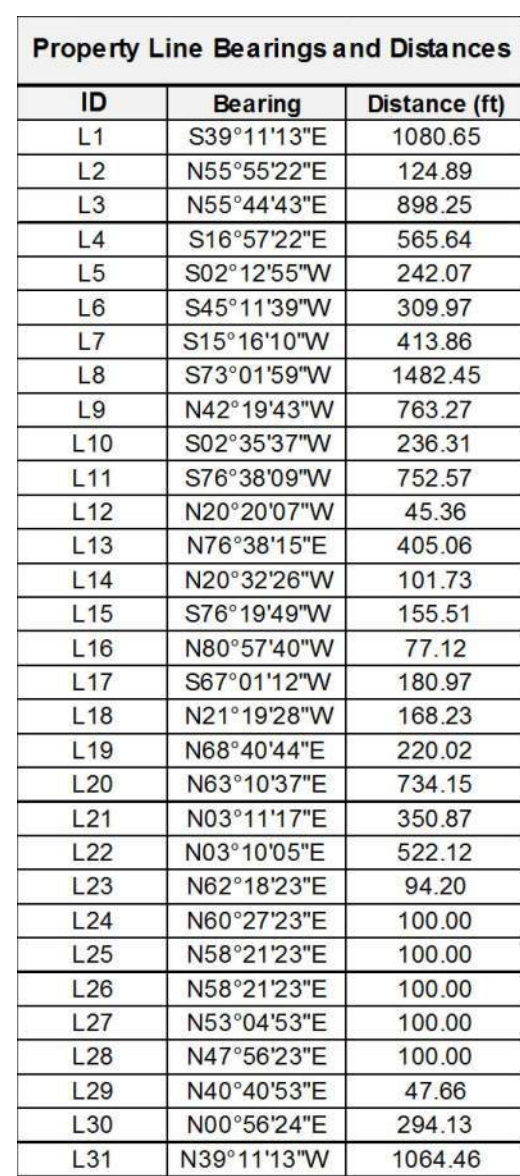 Property Line Bearings and Distances
ID Bearing Distance (ft)
L1 S39°11'13"E 1080.65
L2 N55°55'22"E 124.89
L3 N55°44'43"E 898.25
L4 S16°57'22"E 565.64
L5 S02°12'55"W 242.07
L6 S45°11'39"W 309.97
L7 S15°16'10"W 413.86
L8 S73°01'59"W 1482.45
L9 N42°19'43"W 763.27
L10 S02°35'37"W 236.31
L11 S76°38'09"W 752.57
L12 N20°20'07"W 45.36
L13 N76°38'15"E 405.06
L14 N20°32'26"W 101.73
L15 S76°19'49"W 155.51
L16 N80°57'40"W 77.12
L17 S67°01'12"W 180.97
L18 N21°19'28"W 168.23
L19 N68°40'44"E 220.02
L20 N63°10'37"E 734.15
L21 N03°11'17"E 350.87
L22 N03°10'05"E 522.12
L23 N62°18'23"E 94.20
L24 N60°27'23"E 100.00
L25 N58°21'23"E 100.00
L26 N58°21'23"E 100.00
L27 N53°04'53"E 100.00
L28 N47°56'23"E 100.00
L29 N40°40'53"E 47.66
L30 N00°56'24"E 294.13
L31 N39°11'13"W 1064.46